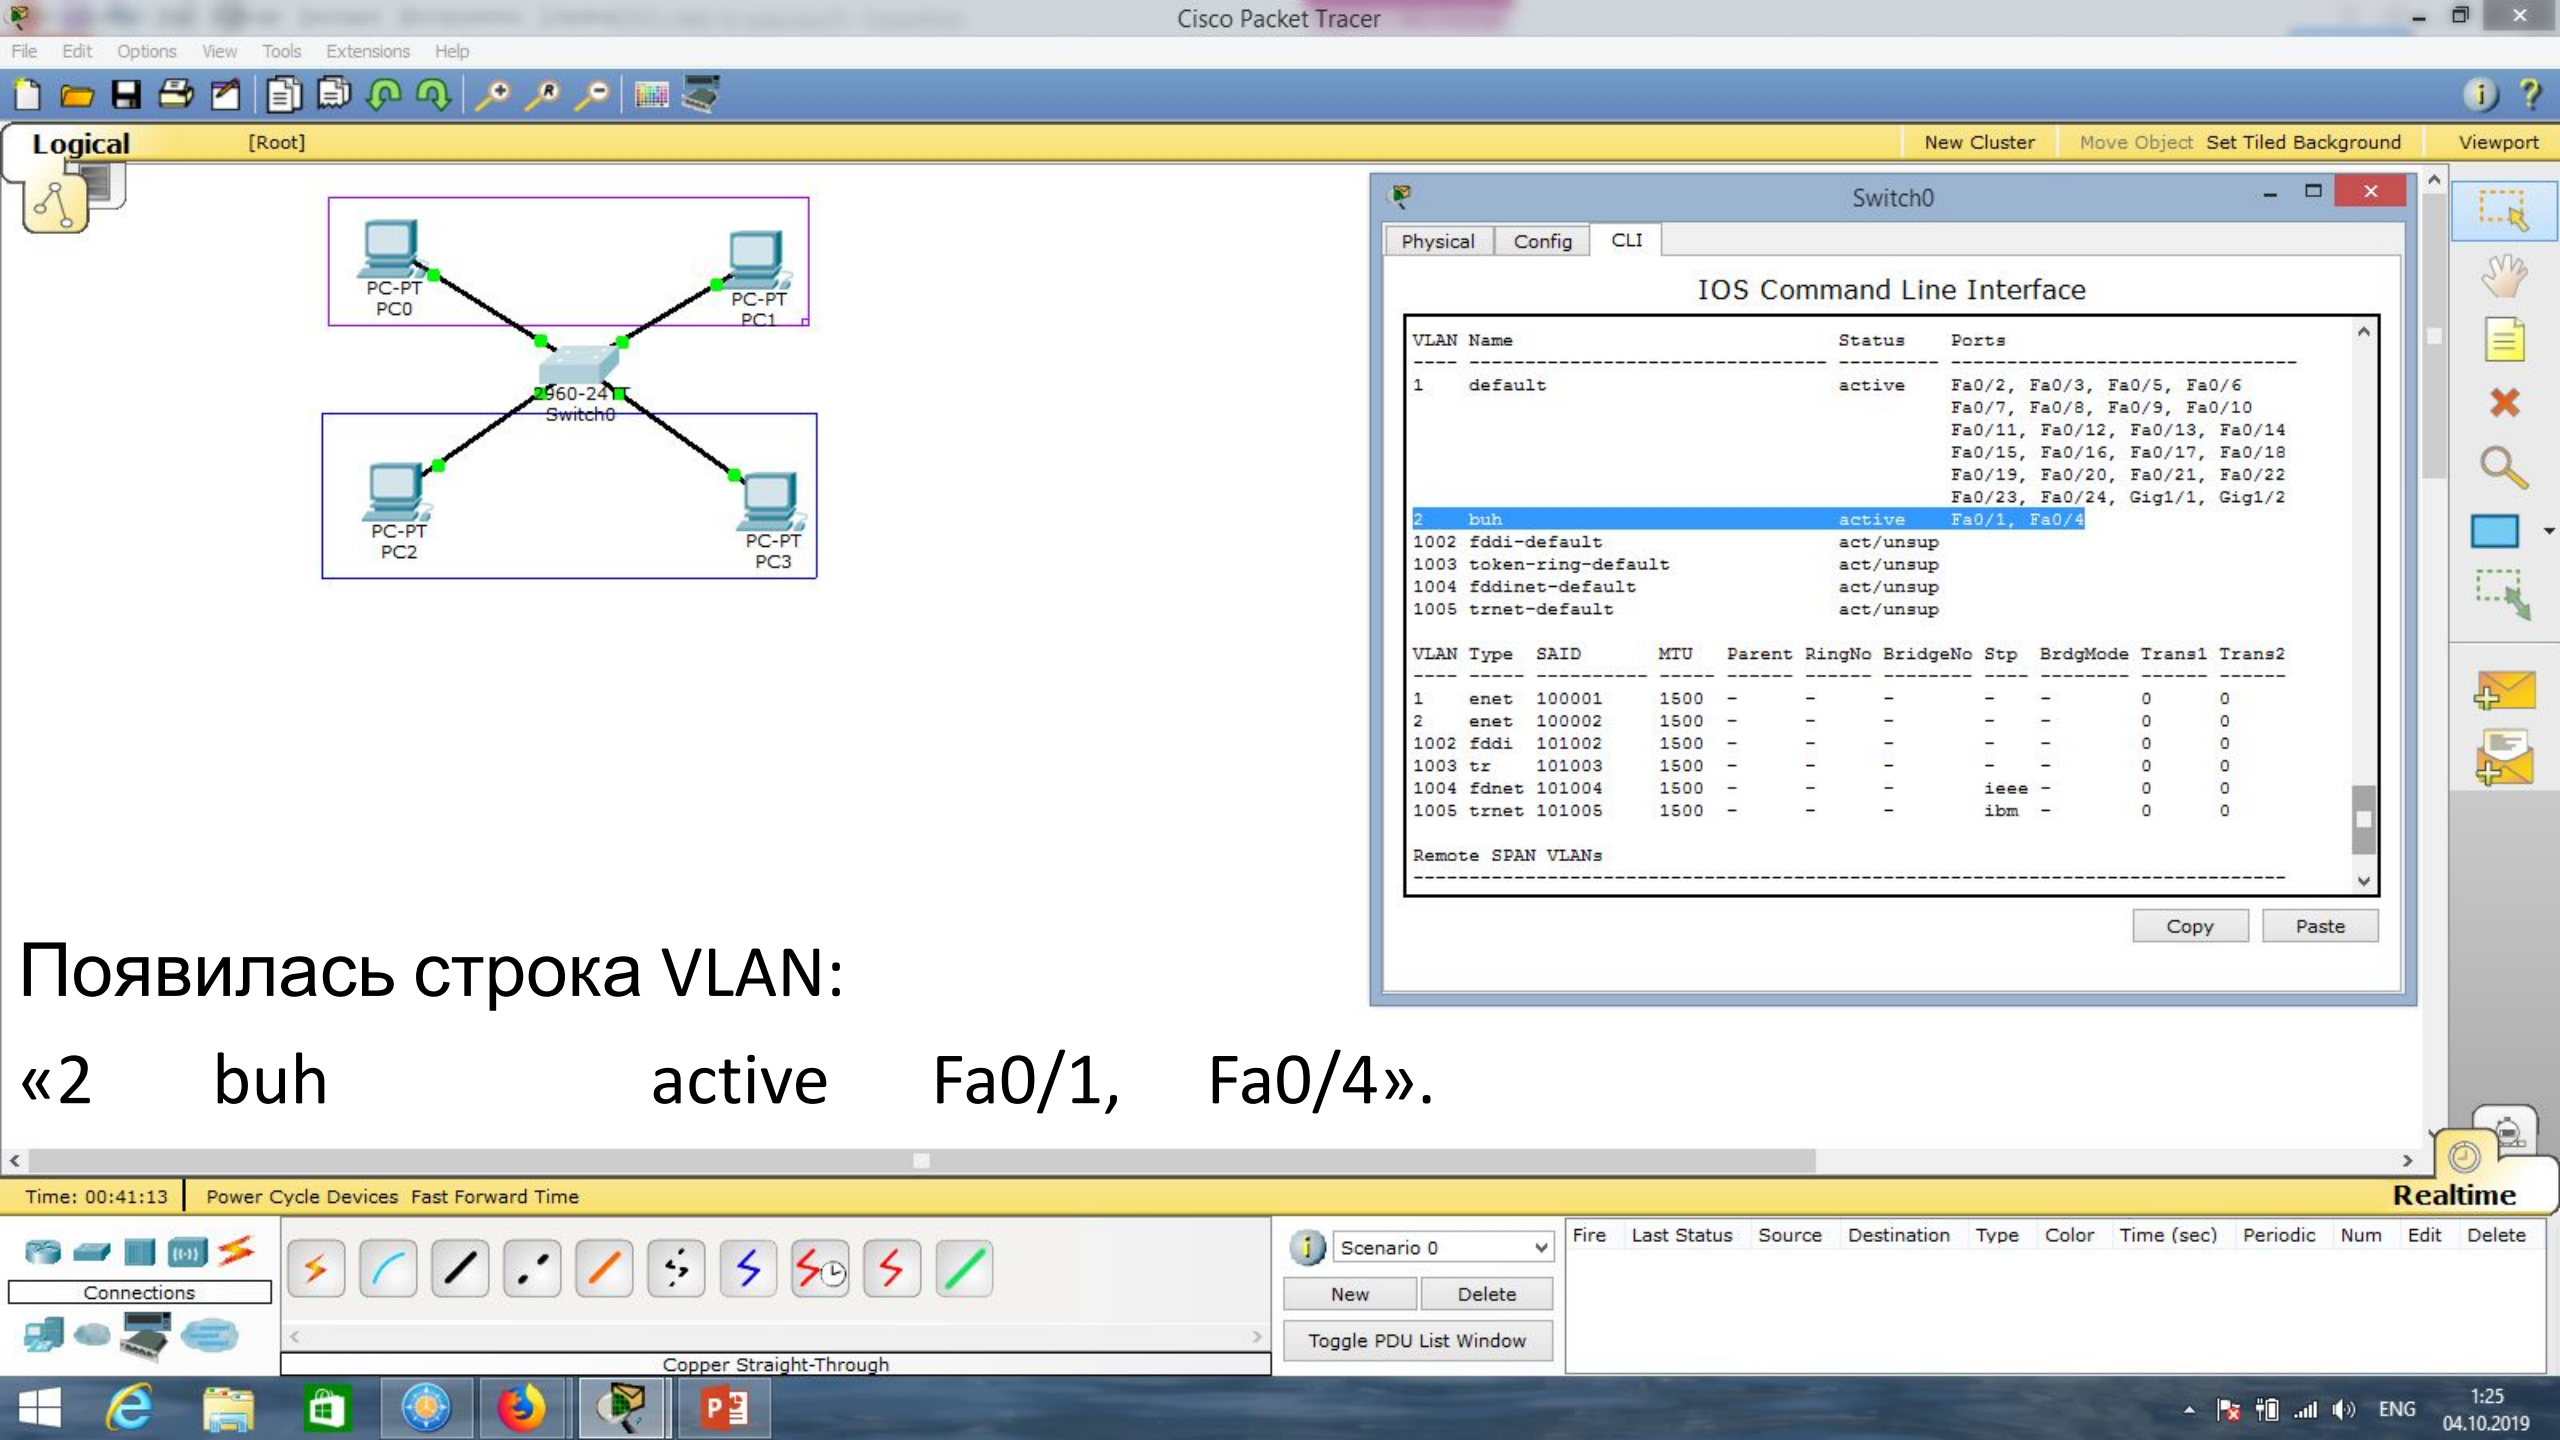 Cisco Packet Tracer
File Edit Options View Tools Extensions Help
Logical [Root] New Cluster Move Object Set Tiled Background Viewport
PC-PT
PC0
PC-PT
PC1
2960-24TT
Switch0
PC-PT
PC2
PC-PT
PC3
Switch0
Physical Config CLI
IOS Command Line Interface
VLAN Name Status Ports
---- -------------------------------- --------- -------------------------------
1 default active Fa0/2, Fa0/3, Fa0/5, Fa0/6
Fa0/7, Fa0/8, Fa0/9, Fa0/10
Fa0/11, Fa0/12, Fa0/13, Fa0/14
Fa0/15, Fa0/16, Fa0/17, Fa0/18
Fa0/19, Fa0/20, Fa0/21, Fa0/22
Fa0/23, Fa0/24, Gig1/1, Gig1/2
2 buh active Fa0/1, Fa0/4
1002 fddi-default act/unsup
1003 token-ring-default act/unsup
1004 fddinet-default act/unsup
1005 trnet-default act/unsup
VLAN Type SAID MTU Parent RingNo BridgeNo Stp BrdgMode Trans1 Trans2
---- ----- ---------- ----- ------ ------ -------- ---- -------- ------ ------
1 enet 100001 1500 - - - - - 0 0
2 enet 100002 1500 - - - - - 0 0
1002 fddi 101002 1500 - - - - - 0 0
1003 tr 101003 1500 - - - - - 0 0
1004 fdnet 101004 1500 - - - ieee - 0 0
1005 trnet 101005 1500 - - - ibm - 0 0
Remote SPAN VLANs
------------------------------------------------------------------------------
Copy Paste
Появилась строка VLAN:
«2 buh active Fa0/1, Fa0/4».
Time: 00:41:13 Power Cycle Devices Fast Forward Time Realtime
Connections
Copper Straight-Through
Scenario 0
New Delete
Toggle PDU List Window
Fire Last Status Source Destination Type Color Time (sec) Periodic Num Edit Delete
ENG
1:25
04.10.2019